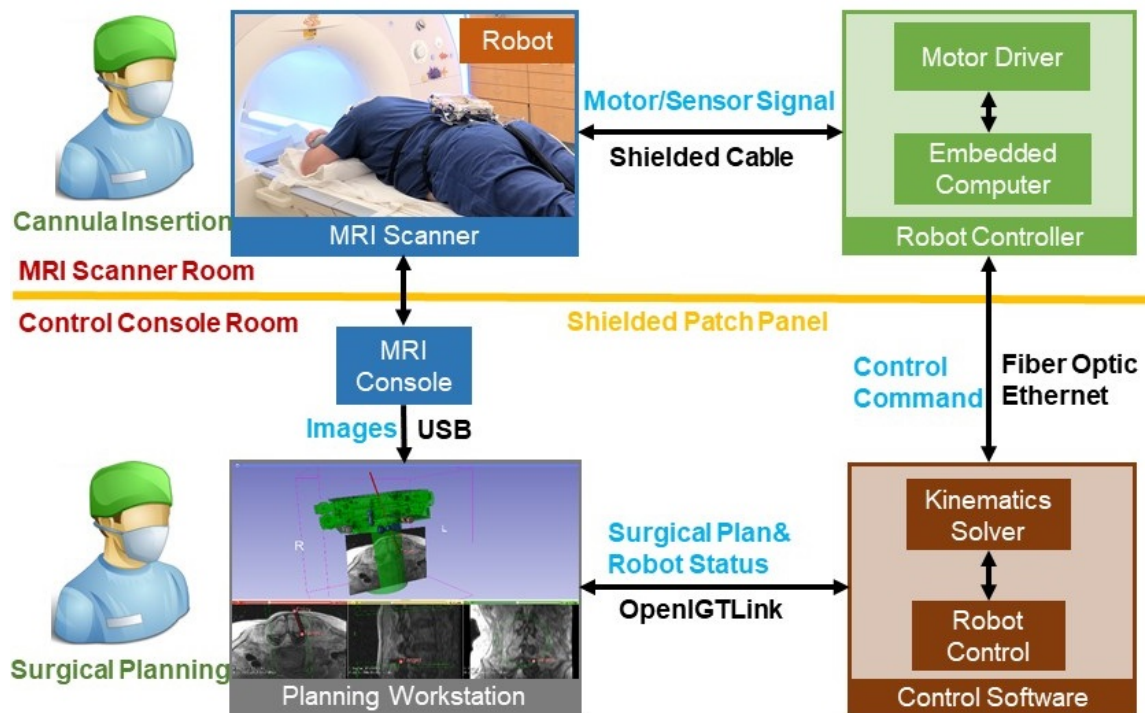 Robot
MRI Scanner
Cannula Insertion
Motor/Sensor Signal
Shielded Cable
Motor Driver
Embedded
Computer
Robot Controller
MRI Scanner Room
Control Console Room
Shielded Patch Panel
MRI
Console
Images
USB
Control
Command
Fiber Optic
Ethernet
R
L
Planning Workstation
Surgical Planning
Surgical Plan&
Robot Status
OpenIGTLink
Kinematics
Solver
Robot
Control
Control Software